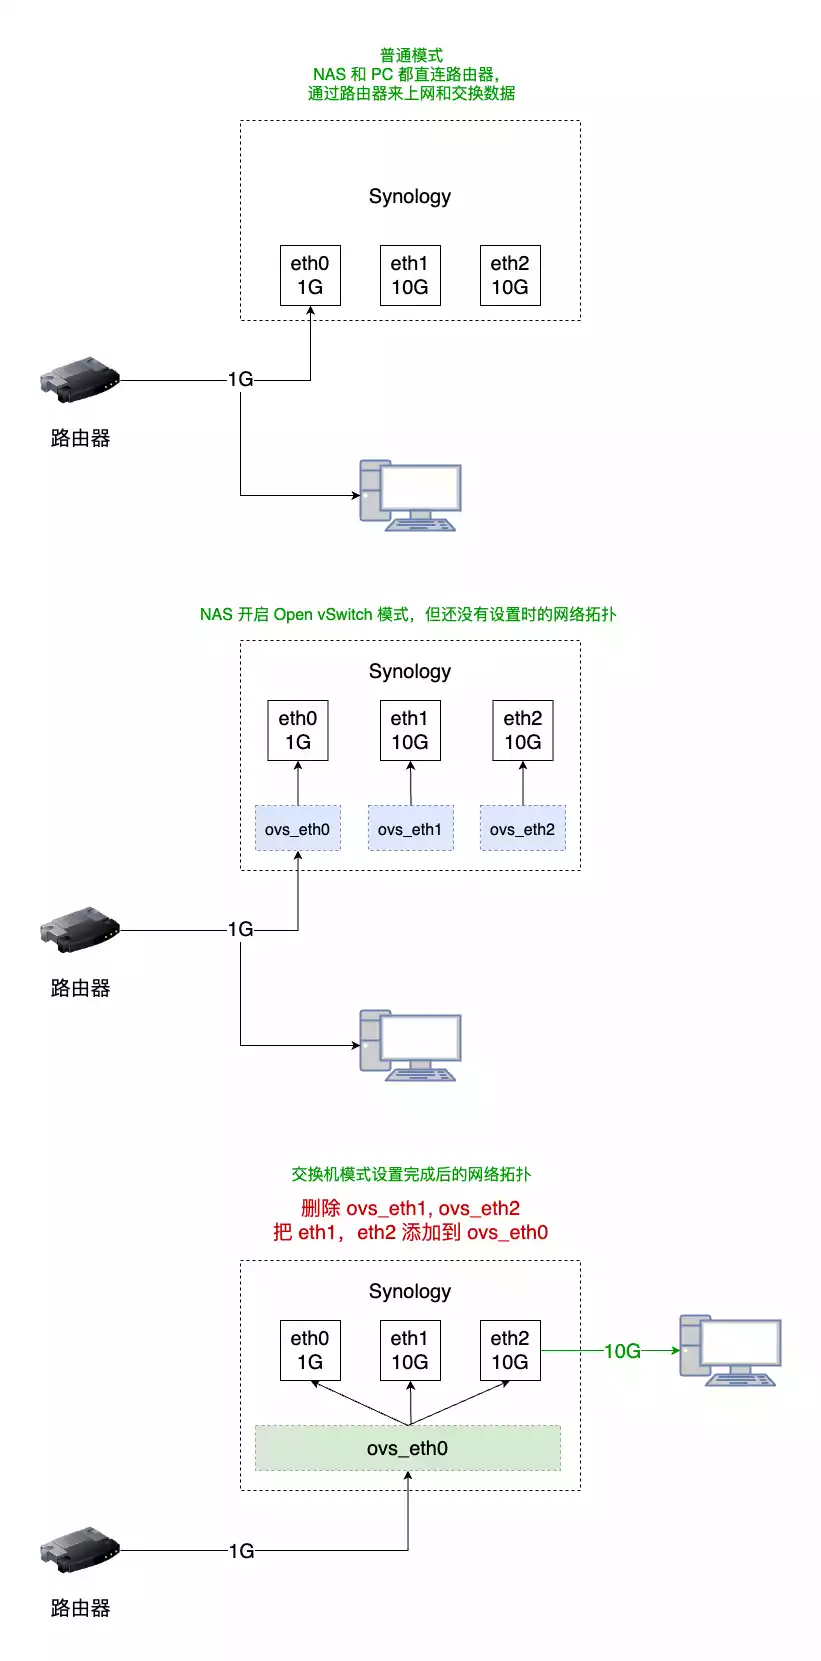 普通模式
NAS 和 PC 都直连路由器，
通过路由器来上网和交换数据
Synology
eth0
1G
eth1
10G
eth2
10G
1G
路由器
NAS 开启 Open vSwitch 模式，但还没有设置时的网络拓扑
Synology
eth0
1G
eth1
10G
eth2
10G
ovs_eth0
ovs_eth1
ovs_eth2
1G
路由器
交换机模式设置完成后的网络拓扑
删除 ovs_eth1, ovs_eth2
把 eth1，eth2 添加到 ovs_eth0
Synology
eth0
1G
eth1
10G
eth2
10G
10G
ovs_eth0
1G
路由器